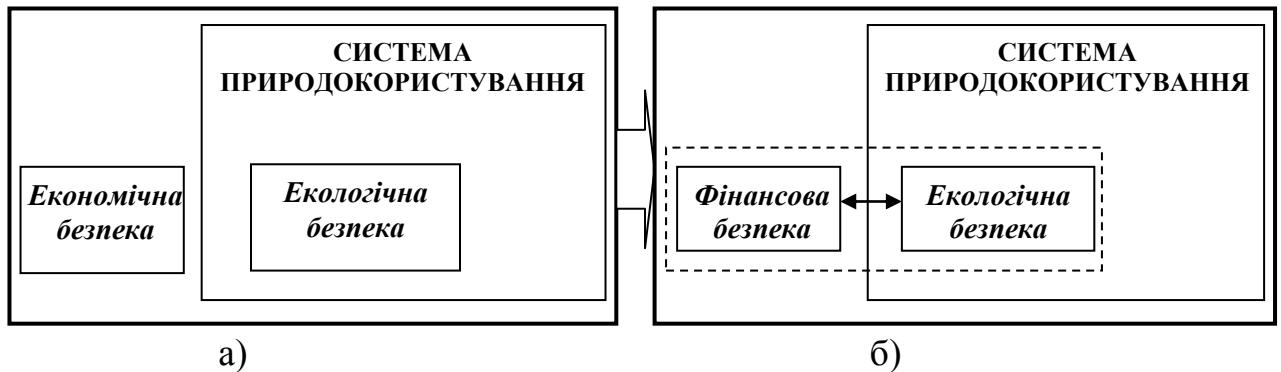 СИСТЕМА
ПРИРОДОКОРИСТУВАННЯ
Економічна
безпека
Екологічна
безпека
а)
СИСТЕМА
ПРИРОДОКОРИСТУВАННЯ
Фінансова
безпека
Екологічна
безпека
б)